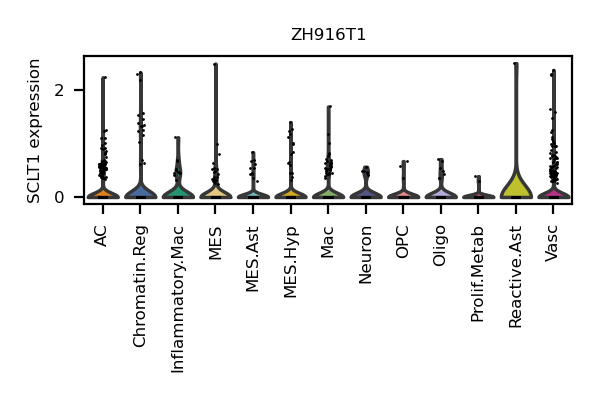 ZH916T1
SCLT1 expression
2
0
AC
Chromatin.Reg
Inflammatory.Mac
MES
MES.Ast
MES.Hyp
Mac
Neuron
OPC
Oligo
Prolif.Metab
Reactive.Ast
Vasc